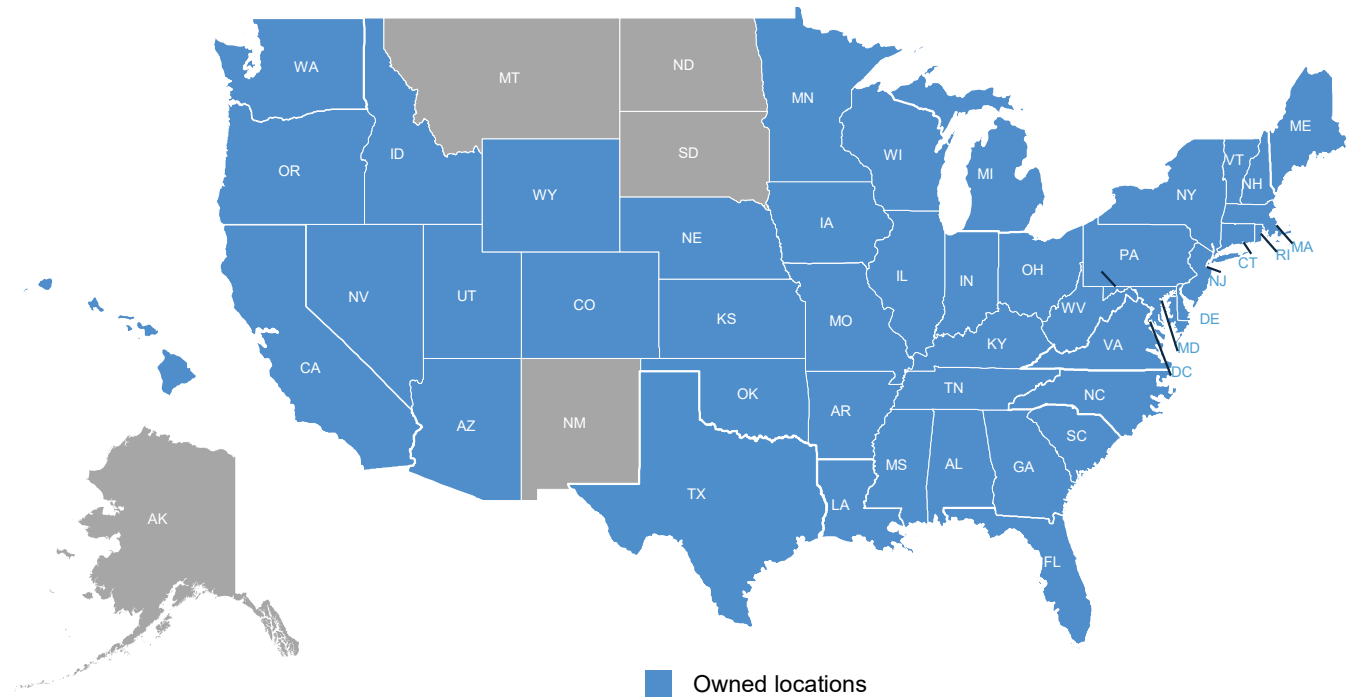 WA
MT
ND
MN
ME
OR
ID
SD
WI
MI
VT
NH
NY
WY
IA
NE
PA
MA
RI
CT
NJ
NV
UT
CO
IL
IN
OH
WV
DE
KS
MO
KY
VA
MD
DC
CA
OK
TN
NC
AZ
NM
AR
SC
MS
AL
GA
TX
LA
AK
FL
Owned locations